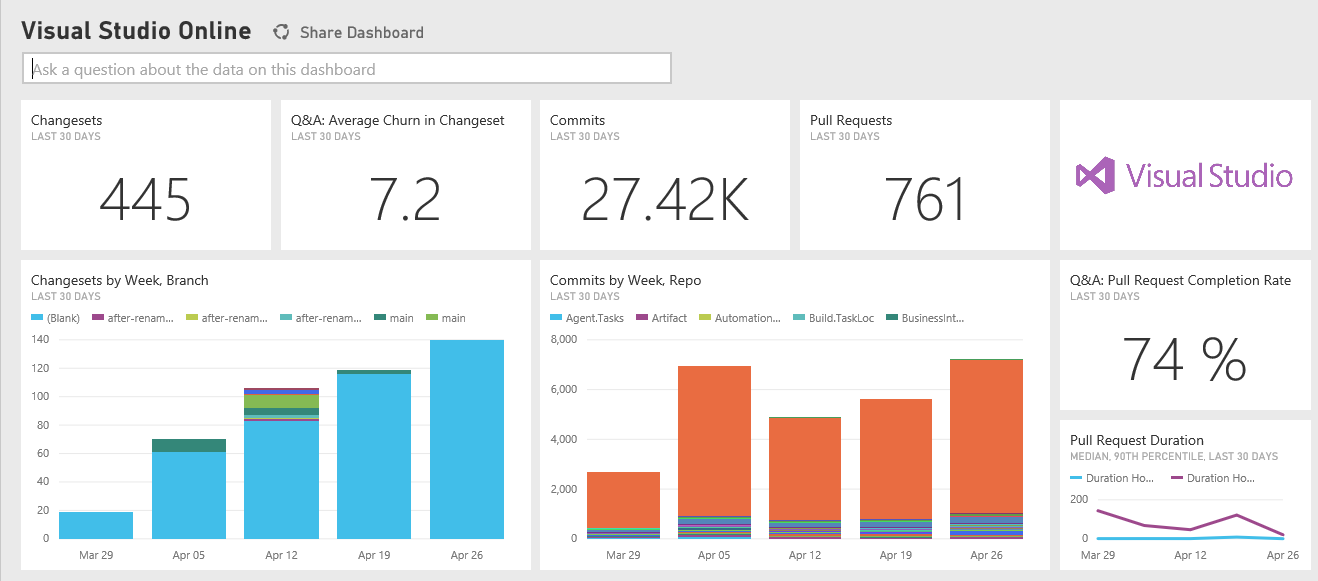 Visual Studio Online Share Dashboard
Ask a question about the data on this dashboard
Changesets
LAST 30 DAYS
445
Q&A: Average Churn in Changeset
LAST 30 DAYS
7.2
Commits
LAST 30 DAYS
27.42K
Pull Requests
LAST 30 DAYS
761
Visual Studio
Changesets by Week, Branch
LAST 30 DAYS
(Blank) after-renam... after-renam... after-renam... main main
140
120
100
80
60
40
20
0
Mar 29 Apr 05 Apr 12 Apr 19 Apr 26
Commits by Week, Repo
LAST 30 DAYS
Agent.Tasks Artifact Automation... Build.TaskLoc BusinessInt...
8,000
6,000
4,000
2,000
0
Mar 29 Apr 05 Apr 12 Apr 19 Apr 26
Q&A: Pull Request Completion Rate
LAST 30 DAYS
74 %
Pull Request Duration
MEDIAN, 90TH PERCENTILE, LAST 30 DAYS
Duration Ho... Duration Ho...
200
0
Mar 29 Apr 12 Apr 26